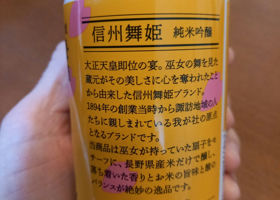 信州舞姫 純米吟醸
大正天皇即位の宴。巫女の舞を見た
蔵元がその美しさに心を奪われたこと
から由来した信州舞姫ブランド。
1894年の創業当時から諏訪地域の人
たちに親しまれている我が社の原点
となるブランドです。
当商品は巫女が持っていた扇子をモ
チーフに、長野県産米だけで醸し、
落ち着いた香りとお米の旨味と酸の
バランスが絶妙の逸品です。